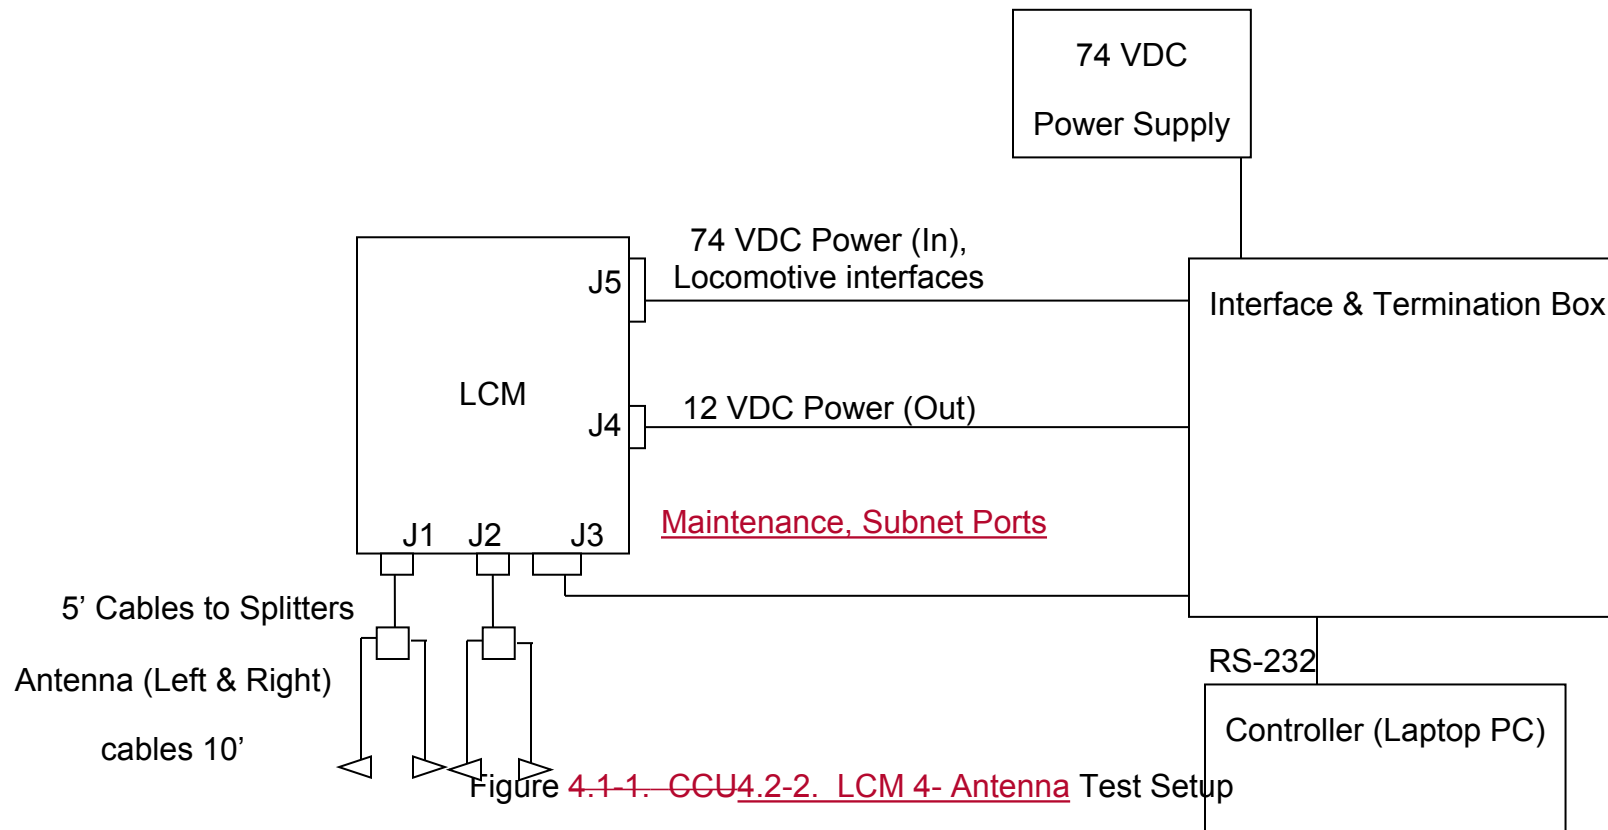 74 VDC
Power Supply
74 VDC Power (In),
Locomotive interfaces
J5
Interface & Termination Box
LCM
12 VDC Power (Out)
J4
Maintenance, Subnet Ports
J1
J2
J3
5’ Cables to Splitters
RS-232
Antenna (Left & Right)
Controller (Laptop PC)
cables 10’
Figure 4.1-1. CCU4.2-2. LCM 4- Antenna Test Setup